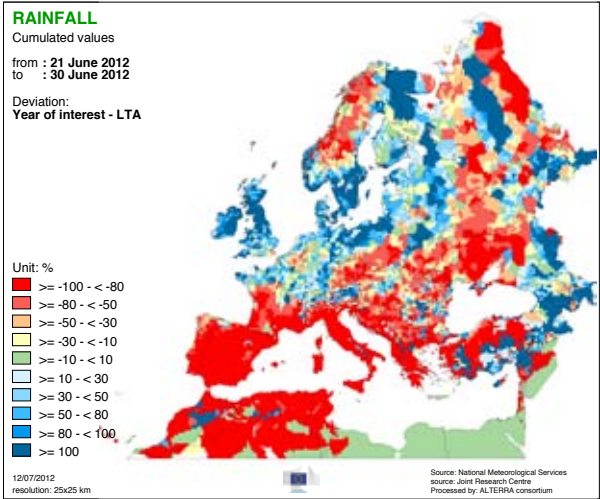 RAINFALL
Cumulated values
from : 21 June 2012
to : 30 June 2012
Deviation:
Year of interest - LTA
Unit: %
>= -100 - < -80
>= -80 - < -50
>= -50 - < -30
>= -30 - < -10
>= -10 - < 10
>= 10 - < 30
>= 30 - < 50
>= 50 - < 80
>= 80 - < 100
>= 100
12/07/2012
resolution: 25x25 km
Source: National Meteorological Services
source: Joint Research Centre
Processed by: ALTERRA consortium